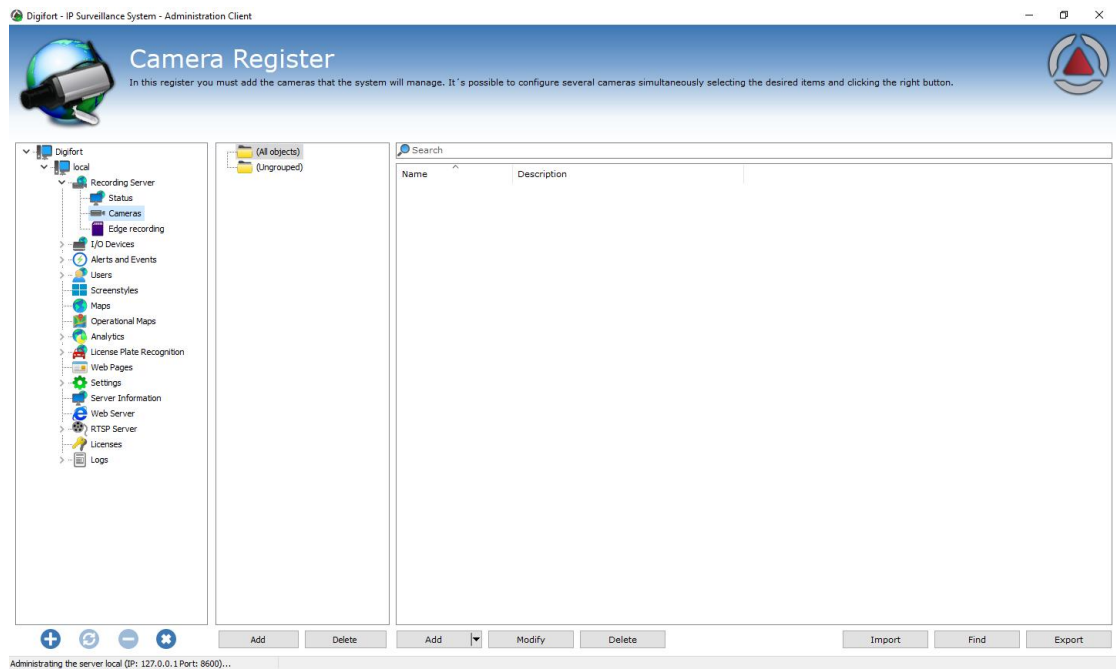 Digifort - IP Surveillance System - Administration Client
Camera Register
In this register you must add the cameras that the system will manage. It´s possible to configure several cameras simultaneously selecting the desired items and clicking the right button.
Digifort
local
Recording Server
Status
Cameras
Edge recording
I/O Devices
Alerts and Events
Users
Screenstyles
Maps
Operational Maps
Analytics
License Plate Recognition
Web Pages
Settings
Server Information
Web Server
RTSP Server
Licenses
Logs
(All objects)
(Ungrouped)
Search
Name Description
Add Delete Add Modify Delete Import Find Export
Administrating the server local (IP: 127.0.0.1 Port: 8600)...